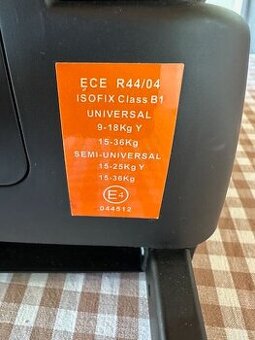 ECE R44/04
ISOFIX Class B1
UNIVERSAL
9-18Kg Y
15-36Kg
SEMI-UNIVERSAL
15-25Kg Y
15-36Kg
E4
044512